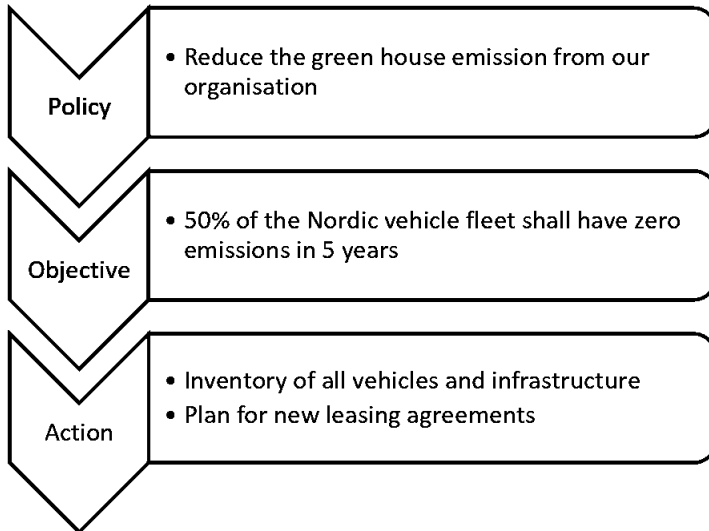 Policy
• Reduce the green house emission from our
organisation
Objective
• 50% of the Nordic vehicle fleet shall have zero
emissions in 5 years
Action
• Inventory of all vehicles and infrastructure
• Plan for new leasing agreements